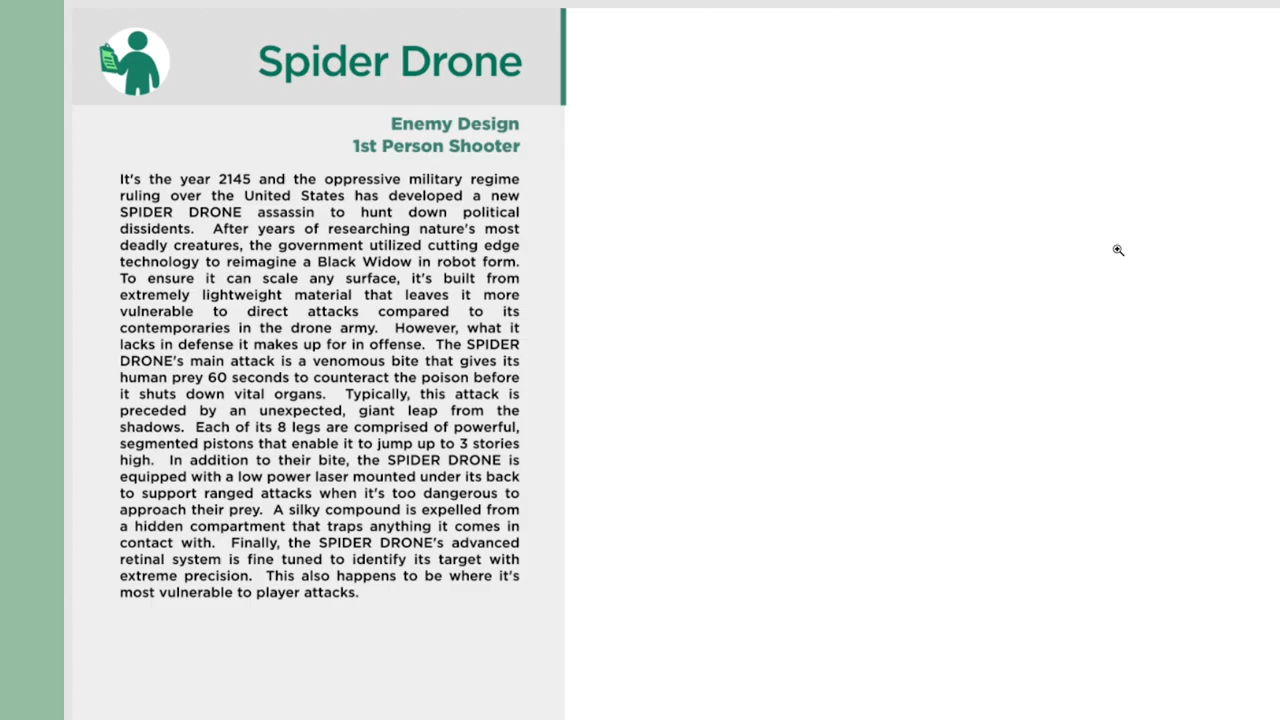 Spider Drone
Enemy Design
1st Person Shooter
It's the year 2145 and the oppressive military regime
ruling over the United States has developed a new
SPIDER DRONE assassin to hunt down political
dissidents. After years of researching nature's most
deadly creatures, the government utilized cutting edge
technology to reimagine a Black Widow in robot form.
To ensure it can scale any surface, it's built from
extremely lightweight material that leaves it more
vulnerable to direct attacks compared to its
contemporaries in the drone army. However, what it
lacks in defense it makes up for in offense. The SPIDER
DRONE's main attack is a venomous bite that gives its
human prey 60 seconds to counteract the poison before
it shuts down vital organs. Typically, this attack is
preceded by an unexpected, giant leap from the
shadows. Each of its 8 legs are comprised of powerful,
segmented pistons that enable it to jump up to 3 stories
high. In addition to their bite, the SPIDER DRONE is
equipped with a low power laser mounted under its back
to support ranged attacks when it's too dangerous to
approach their prey. A silky compound is expelled from
a hidden compartment that traps anything it comes in
contact with. Finally, the SPIDER DRONE's advanced
retinal system is fine tuned to identify its target with
extreme precision. This also happens to be where it's
most vulnerable to player attacks.